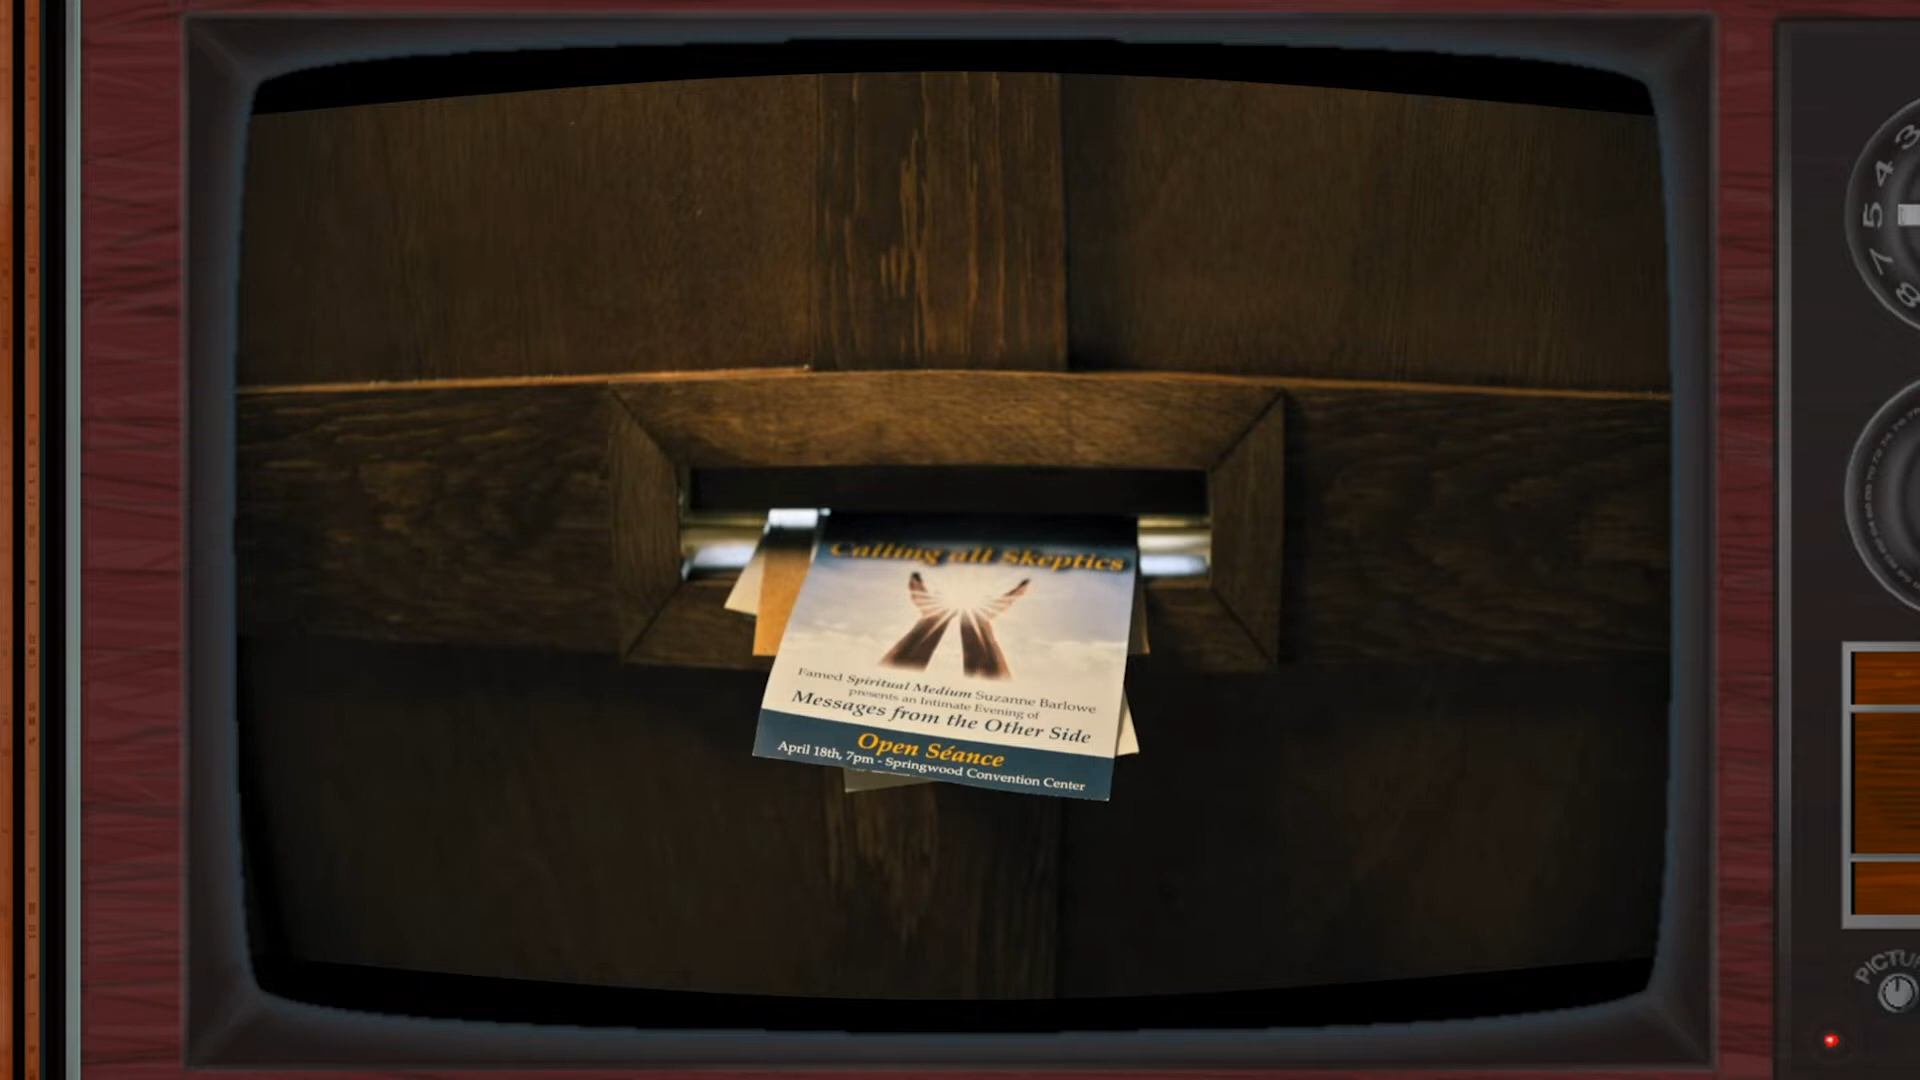 Calling all Skeptics
Famed Spiritual Medium Suzanne Barlowe
presents an Intimate Evening of
Messages from the Other Side
Open Séance
April 18th, 7pm - Springwood Convention Center
3
4
5
7
8
PICTU